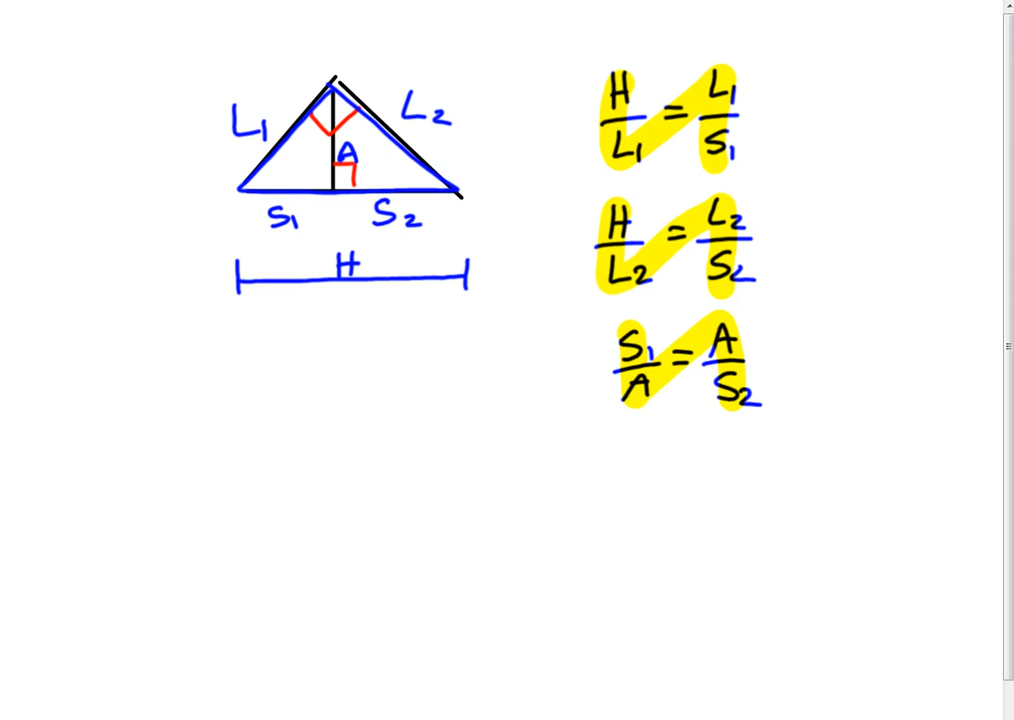 L1 L2
A
S1 S2
H
H/L1 = L1/S1
H/L2 = L2/S2
S1/A = A/S2